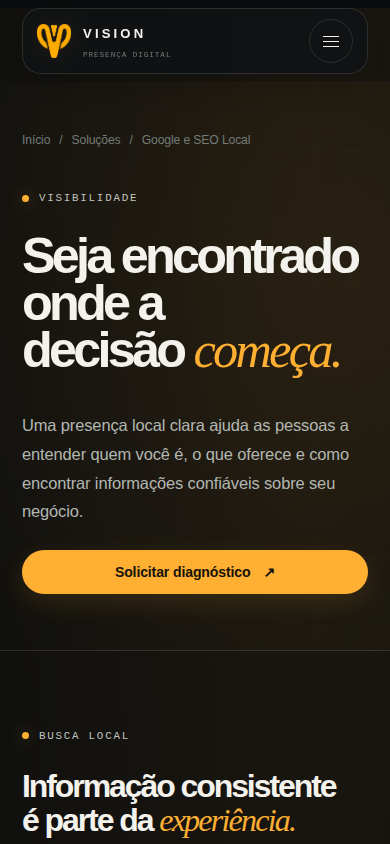 VISION
PRESENÇA DIGITAL
Início / Soluções / Google e SEO Local
VISIBILIDADE
Seja encontrado
onde a
decisão começa.
Uma presença local clara ajuda as pessoas a
entender quem você é, o que oferece e como
encontrar informações confiáveis sobre seu
negócio.
Solicitar diagnóstico ↗
BUSCA LOCAL
Informação consistente
é parte da experiência.